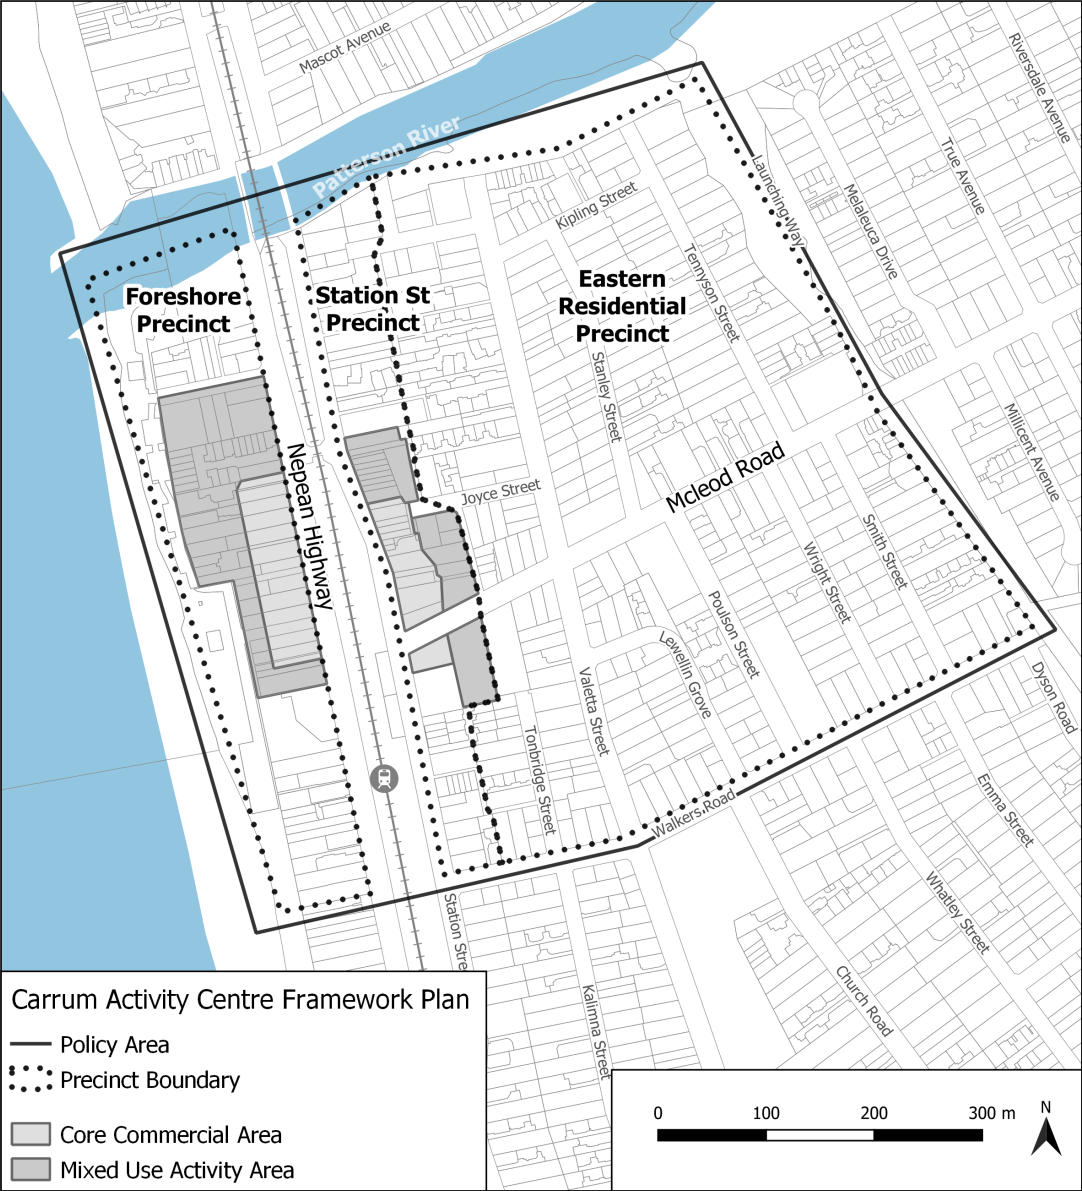 Mascot Avenue
Riversdale Avenue
Patterson River
True Avenue
Launching Way
Melaleuca Drive
Kipling Street
Tennyson Street
Foreshore
Precinct
Station St
Precinct
Eastern
Residential
Precinct
Stanley Street
Millicent Avenue
Nepean Highway
Joyce Street
Mcleod Road
Smith Street
Wright Street
Poulson Street
Lewellin Grove
Valetta Street
Tonbridge Street
Dyson Road
Walkers Road
Emma Street
Whatley Street
Station Stre
Church Road
Kalimna Street
Carrum Activity Centre Framework Plan
Policy Area
Precinct Boundary
Core Commercial Area
Mixed Use Activity Area
0 100 200 300 m
N